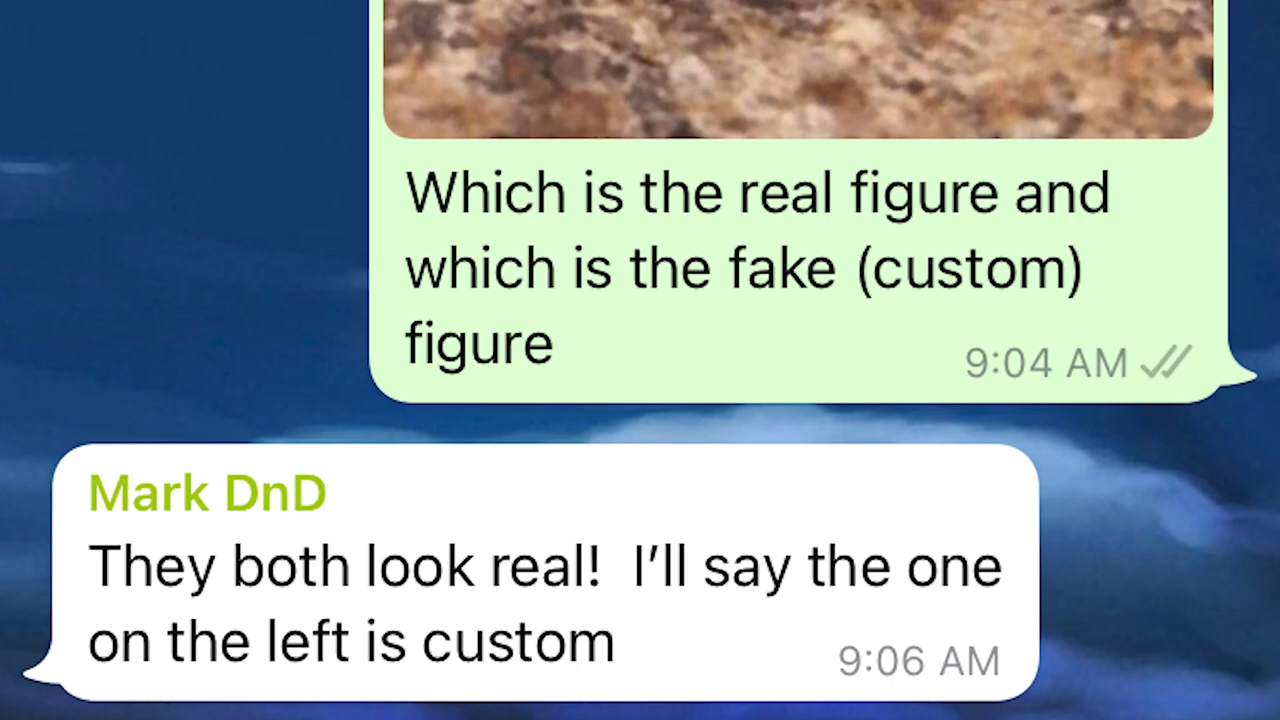 Which is the real figure and
which is the fake (custom)
figure
9:04 AM
Mark DnD
They both look real!  I’ll say the one
on the left is custom
9:06 AM